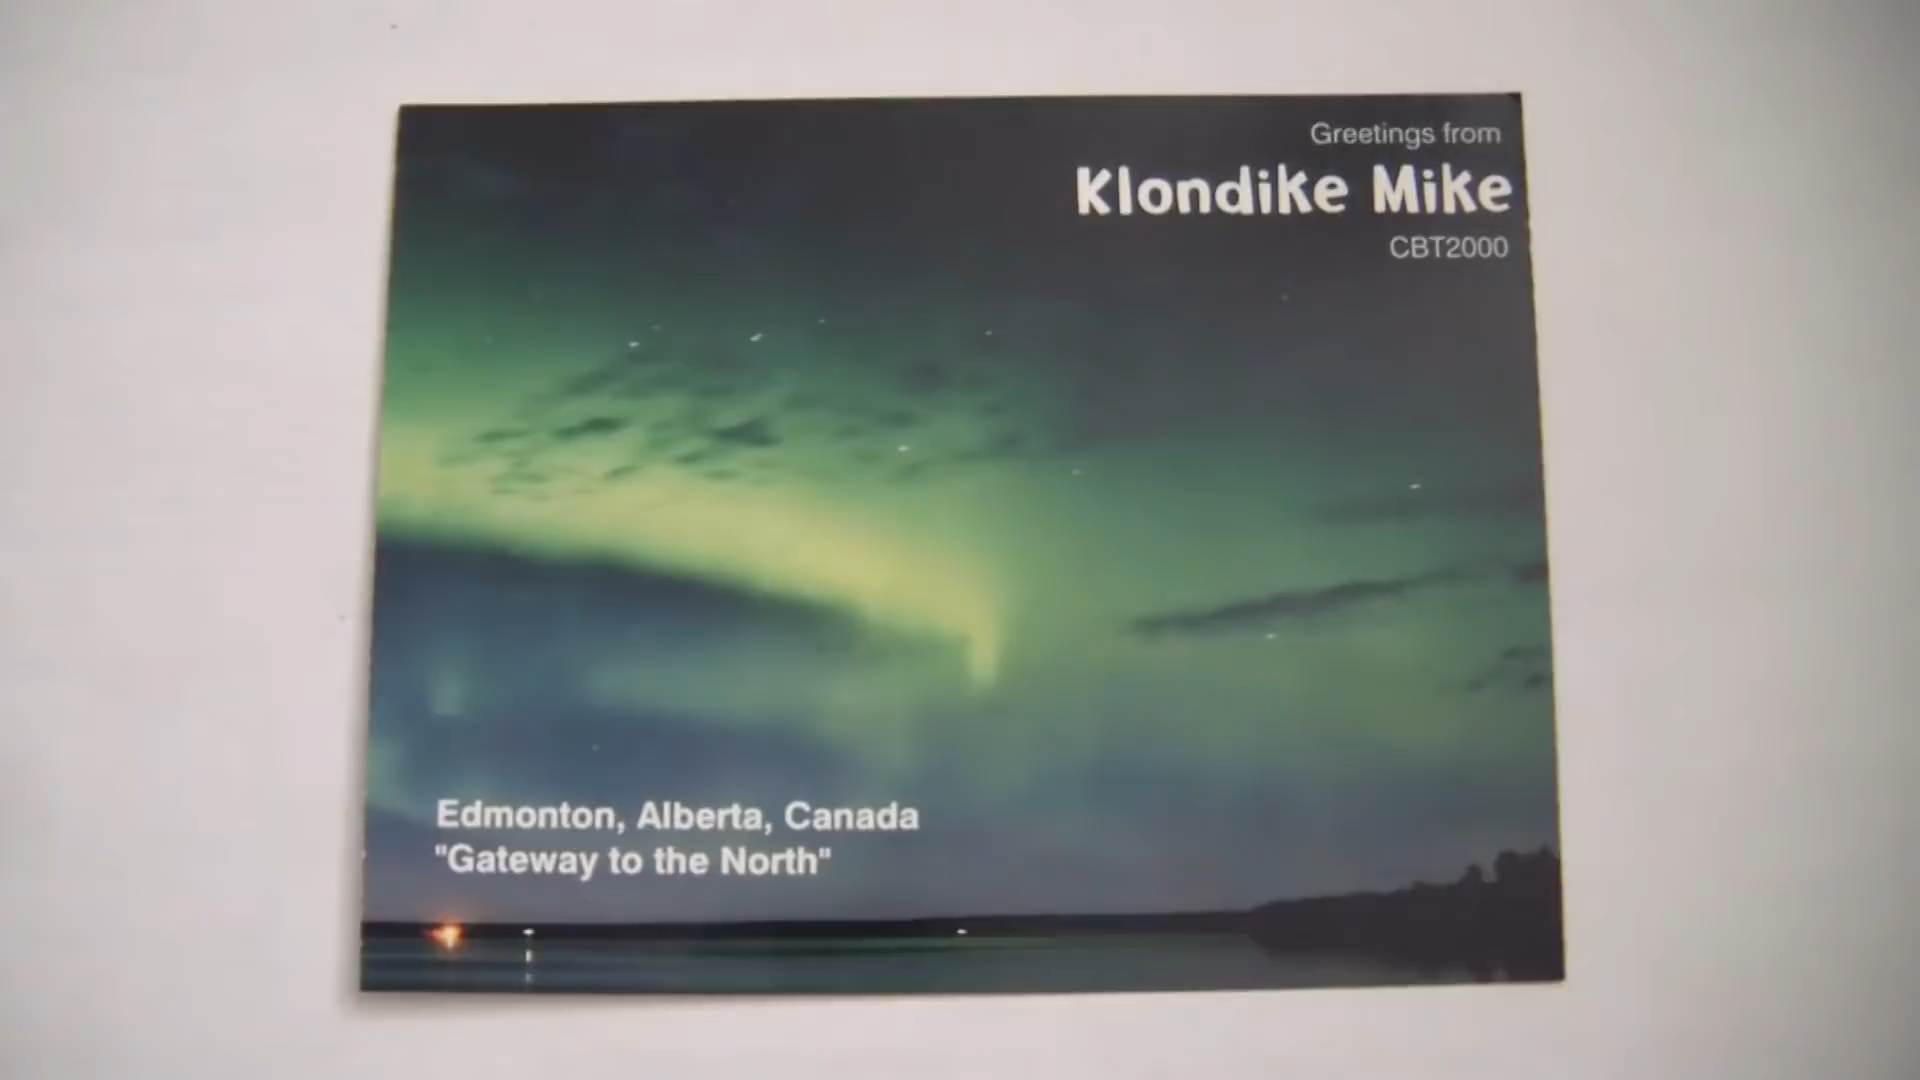 Greetings from
Klondike Mike
CBT2000
Edmonton, Alberta, Canada
"Gateway to the North"